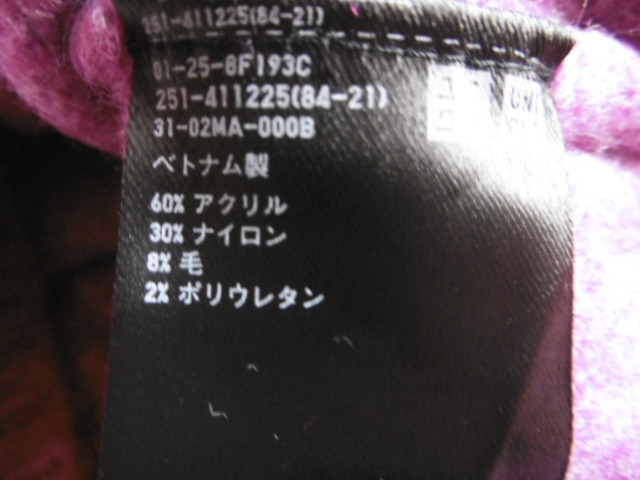 251-411225(84-21)
01-25-8F193C
251-411225(84-21)
31-02MA-000B
UNI
ベトナム製
60% アクリル
30% ナイロン
8% 毛
2% ポリウレタン